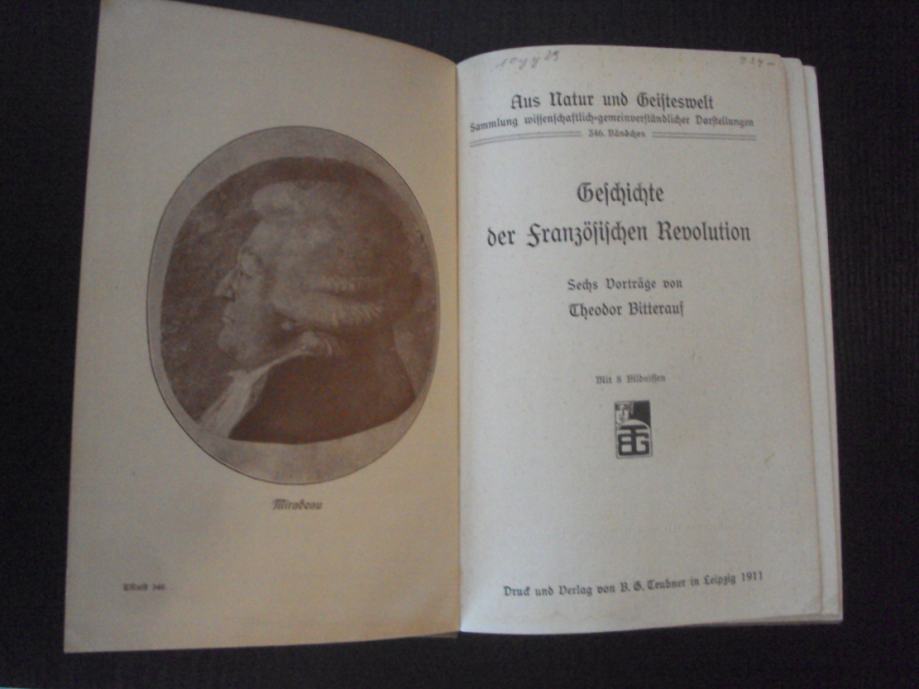 Mirabeau
Aus Natur und Geisteswelt
Sammlung wissenschaftlich-gemeinverständlicher Darstellungen
346. Bändchen
Geschichte
der Französischen Revolution
Sechs Vorträge von
Theodor Bitterauf
Mit 8 Bildnissen
BTG
Druck und Verlag von B. G. Teubner in Leipzig 1911